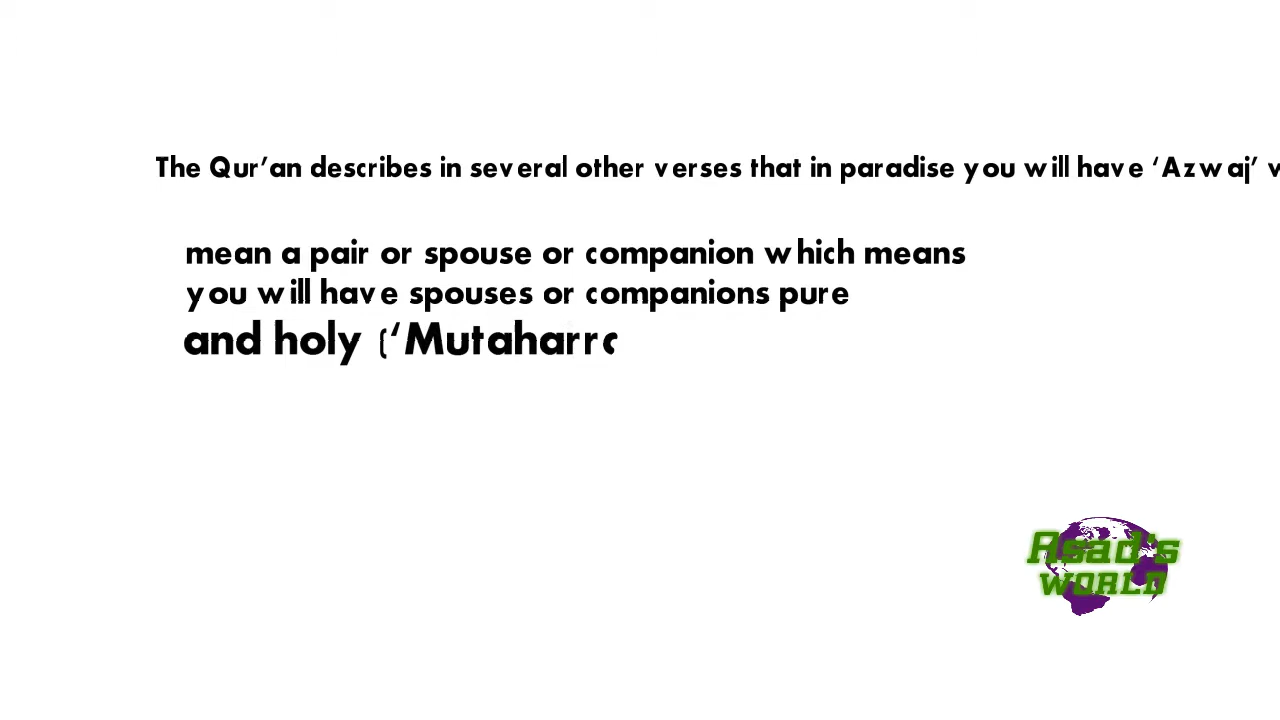 The Qur’an describes in several other verses that in paradise you will have ‘Azwaj’
mean a pair or spouse or companion which means
you will have spouses or companions pure
and holy (‘Mutaharr
Asad's
WORLD